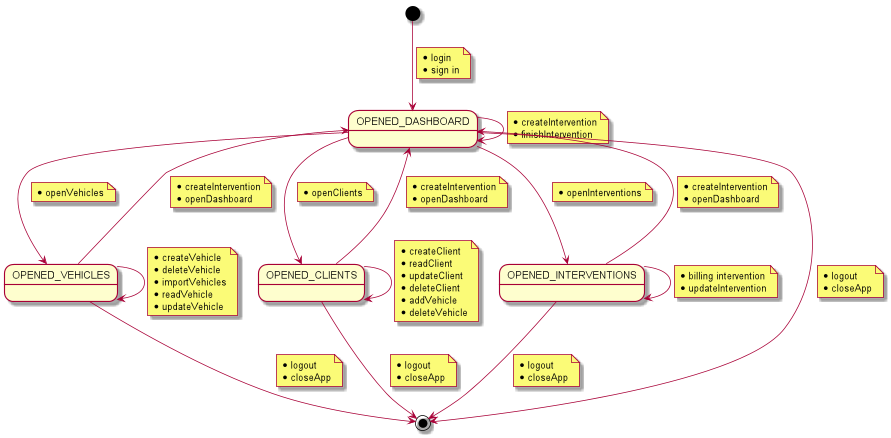 • login
• sign in
OPENED_DASHBOARD
• createIntervention
• finishIntervention
• openVehicles
• createIntervention
• openDashboard
• openClients
• createIntervention
• openDashboard
• openInterventions
• createIntervention
• openDashboard
OPENED_VEHICLES
• createVehicle
• deleteVehicle
• importVehicles
• readVehicle
• updateVehicle
OPENED_CLIENTS
• createClient
• readClient
• updateClient
• deleteClient
• addVehicle
• deleteVehicle
OPENED_INTERVENTIONS
• billing intervention
• updateIntervention
• logout
• closeApp
• logout
• closeApp
• logout
• closeApp
• logout
• closeApp